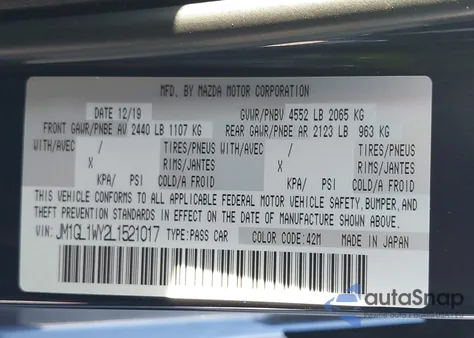 MFD. BY MAZDA MOTOR CORPORATION
DATE 12/19 GVWR/PNBV 4552 LB 2065 KG
FRONT GAWR/PNBE AV 2440 LB 1107 KG REAR GAWR/PNBE AR 2123 LB 963 KG
WITH/AVEC / TIRES/PNEUS WITH/AVEC / TIRES/PNEUS
X RIMS/JANTES X RIMS/JANTES
KPA/ PSI COLD/A FROID KPA/ PSI COLD/A FROID
THIS VEHICLE CONFORMS TO ALL APPLICABLE FEDERAL MOTOR VEHICLE SAFETY, BUMPER, AND
THEFT PREVENTION STANDARDS IN EFFECT ON THE DATE OF MANUFACTURE SHOWN ABOVE.
VIN: JM1GL1WY2L1521017 TYPE:PASS CAR COLOR CODE:42M MADE IN JAPAN
autoSnap